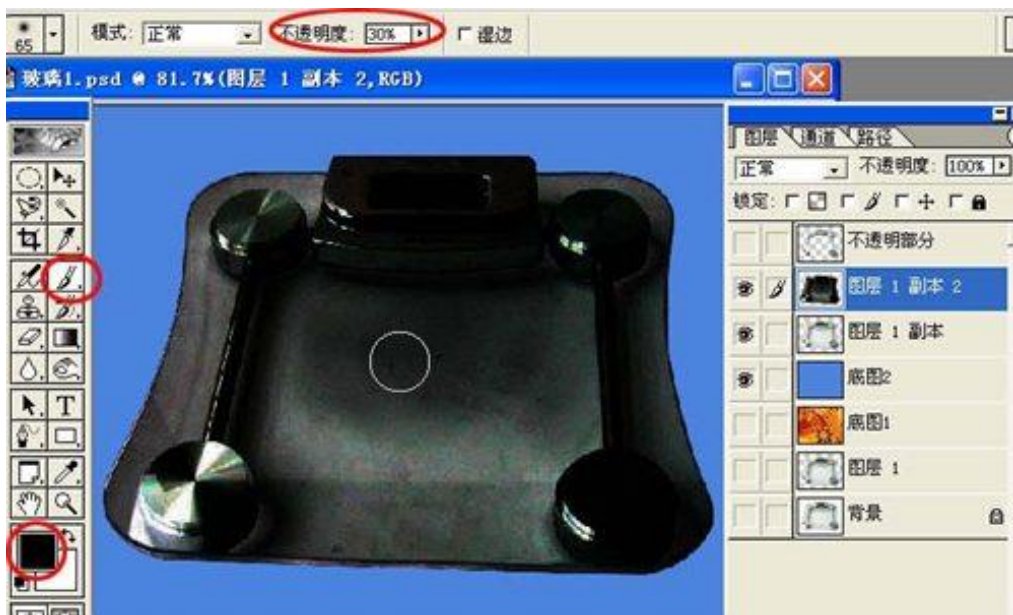 65 模式: 正常 不透明度: 30% 湿边
玻璃1.psd @ 81.7%(图层 1 副本 2,RGB)
图层 通道 路径
正常 不透明度: 100%
锁定:
不透明部分
图层 1 副本 2
图层 1 副本
底图2
底图1
图层 1
背景
T